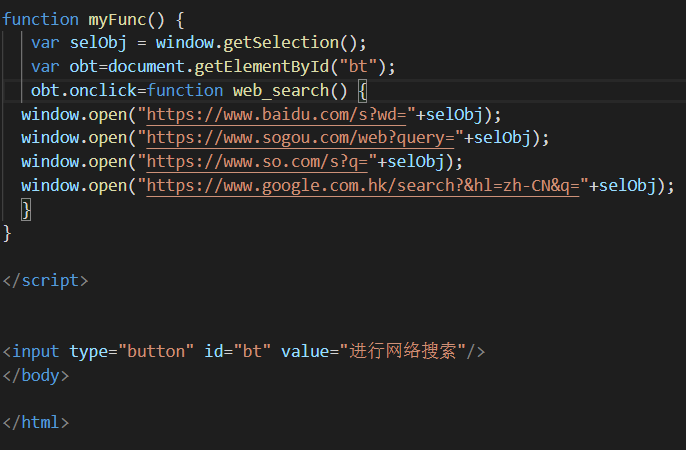 function myFunc() {
var selObj = window.getSelection();
var obt=document.getElementById("bt");
obt.onclick=function web_search() {
window.open("https://www.baidu.com/s?wd="+selObj);
window.open("https://www.sogou.com/web?query="+selObj);
window.open("https://www.so.com/s?q="+selObj);
window.open("https://www.google.com.hk/search?&hl=zh-CN&q="+selObj);
}
}
</script>
<input type="button" id="bt" value="进行网络搜索"/>
</body>
</html>